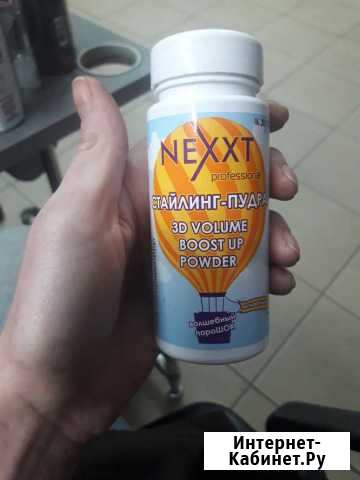 NEXXT
professional
СТАЙЛИНГ-ПУДРА
3D VOLUME
BOOST UP
POWDER
волшебный
пороШОК
Интернет-
Кабинет.Ру